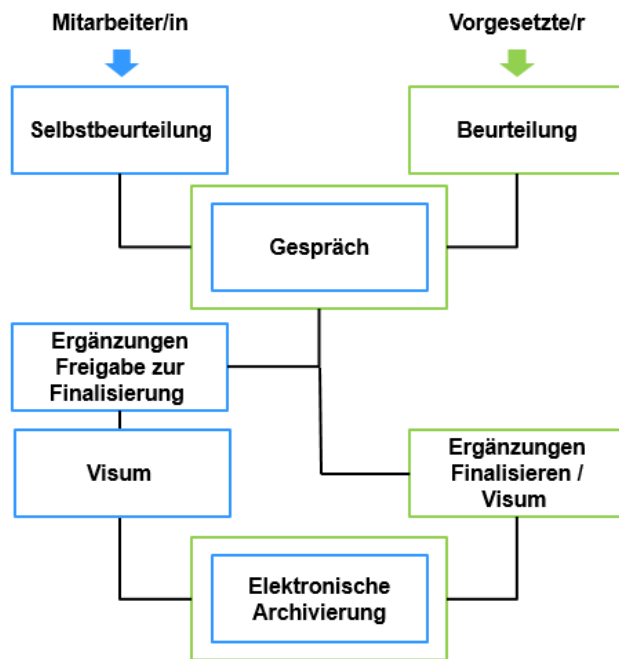 Mitarbeiter/in
Vorgesetzte/r
Selbstbeurteilung
Beurteilung
Gespräch
Ergänzungen
Freigabe zur
Finalisierung
Visum
Ergänzungen
Finalisieren /
Visum
Elektronische
Archivierung